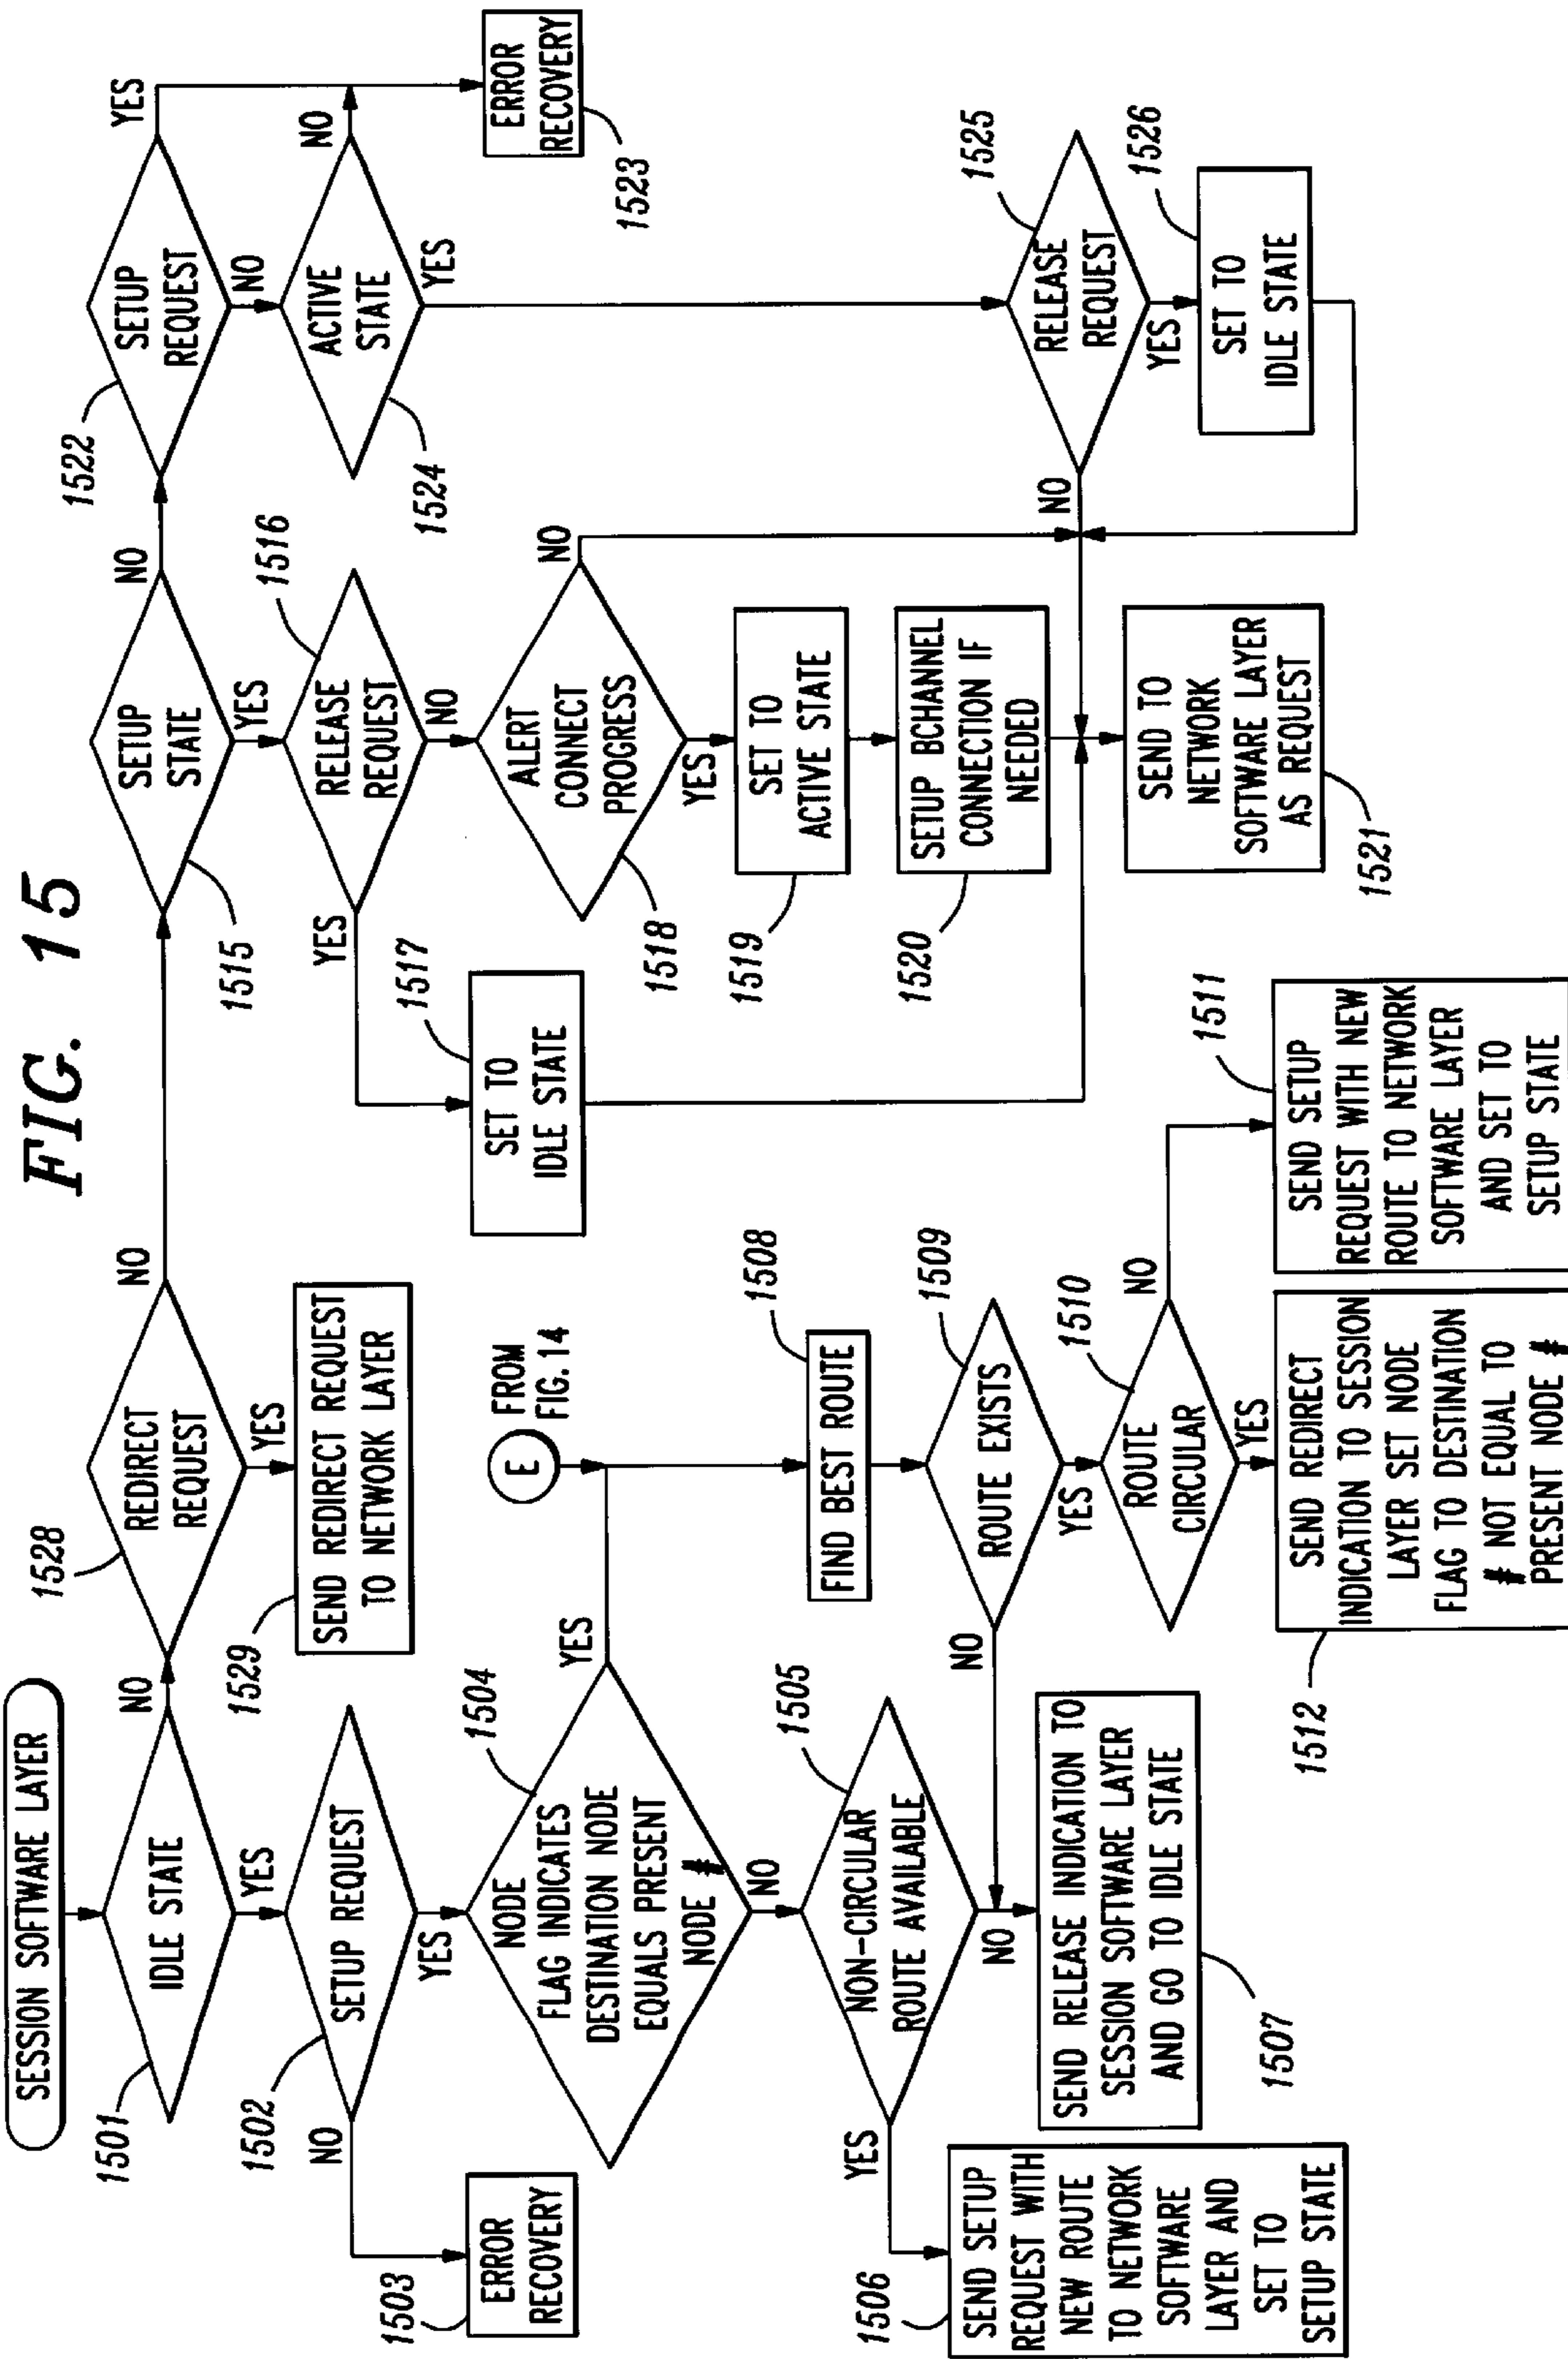 FIG. 15
SESSION SOFTWARE LAYER
1501
IDLE STATE
NO
YES
1528
REDIRECT
REQUEST
NO
YES
1529
SEND REDIRECT REQUEST
TO NETWORK LAYER
1515
SETUP
STATE
NO
YES
1522
SETUP
REQUEST
YES
NO
1502
SETUP REQUEST
NO
YES
1503
ERROR
RECOVERY
1504
NODE
FLAG INDICATES
DESTINATION NODE
EQUALS PRESENT
NODE #
YES
NO
1505
NON-CIRCULAR
ROUTE AVAILABLE
YES
NO
1506
SEND SETUP
REQUEST WITH
NEW ROUTE
TO NETWORK
SOFTWARE
LAYER AND
SET TO
SETUP STATE
1507
SEND RELEASE INDICATION TO
SESSION SOFTWARE LAYER
AND GO TO IDLE STATE
E
FROM
FIG.14
1508
FIND BEST ROUTE
1509
ROUTE EXISTS
NO
YES
1510
ROUTE
CIRCULAR
NO
YES
1512
SEND REDIRECT
INDICATION TO SESSION
LAYER SET NODE
FLAG TO DESTINATION
# NOT EQUAL TO
PRESENT NODE #
1511
SEND SETUP
REQUEST WITH NEW
ROUTE TO NETWORK
SOFTWARE LAYER
AND SET TO
SETUP STATE
1516
RELEASE
REQUEST
YES
NO
1517
SET TO
IDLE STATE
1518
ALERT
CONNECT
PROGRESS
NO
YES
1519
SET TO
ACTIVE STATE
1520
SETUP BCHANNEL
CONNECTION IF
NEEDED
1521
SEND TO
NETWORK
SOFTWARE LAYER
AS REQUEST
1524
ACTIVE
STATE
NO
YES
1523
ERROR
RECOVERY
1525
RELEASE
REQUEST
NO
YES
1526
SET TO
IDLE STATE